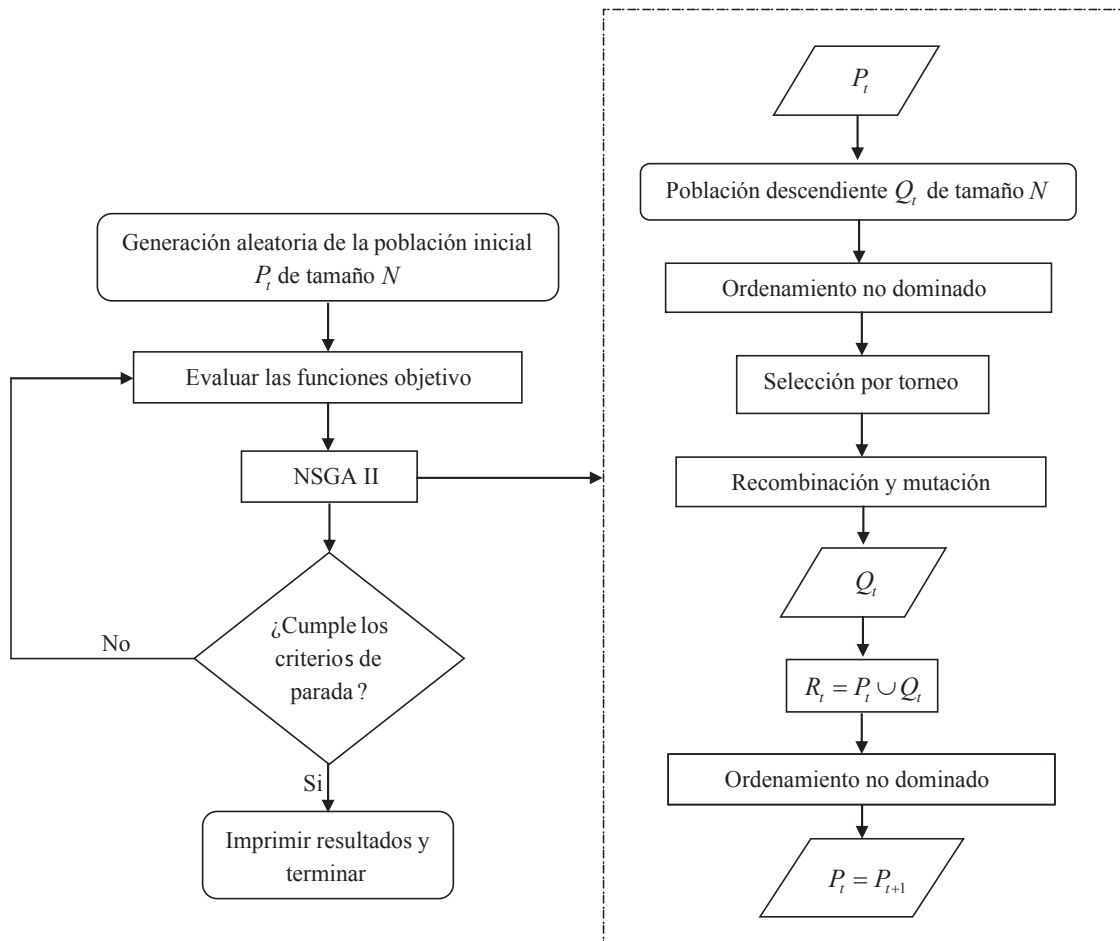 Generación aleatoria de la población inicial
P_t de tamaño N
Evaluar las funciones objetivo
NSGA II
¿Cumple los
criterios de
parada?
No
Si
Imprimir resultados y
terminar
P_t
Población descendiente Q_t de tamaño N
Ordenamiento no dominado
Selección por torneo
Recombinación y mutación
Q_t
R_t = P_t ∪ Q_t
Ordenamiento no dominado
P_t = P_{t+1}